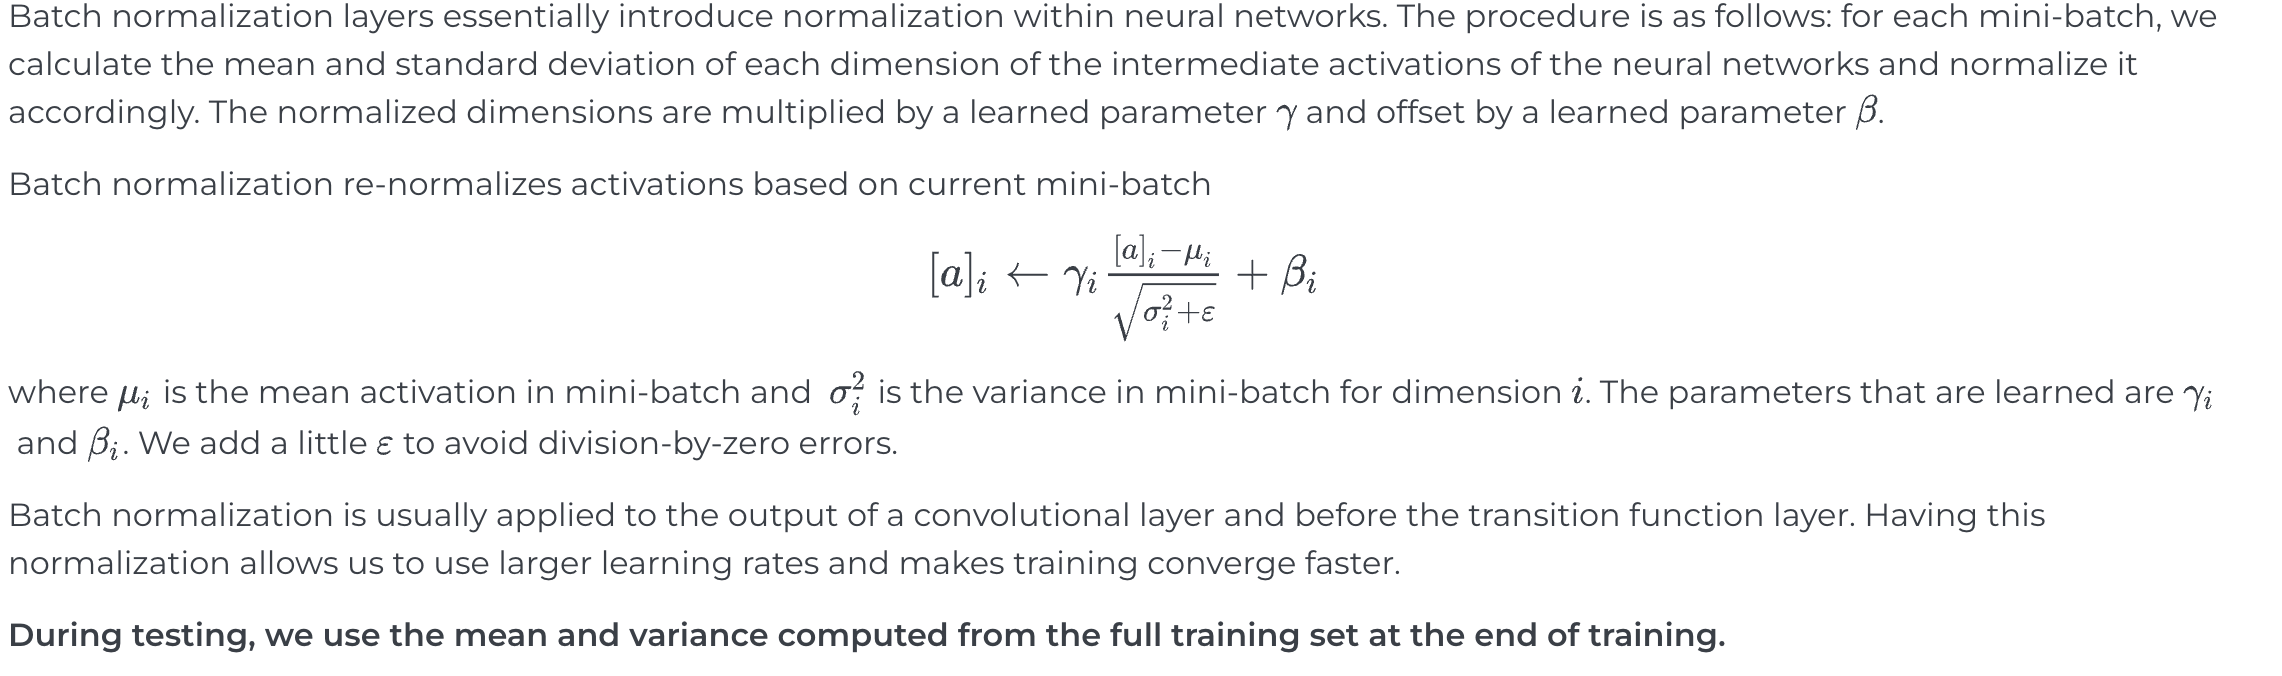 Batch normalization layers essentially introduce normalization within neural networks. The procedure is as follows: for each mini-batch, we
calculate the mean and standard deviation of each dimension of the intermediate activations of the neural networks and normalize it
accordingly. The normalized dimensions are multiplied by a learned parameter γ and offset by a learned parameter β.
Batch normalization re-normalizes activations based on current mini-batch
[a]ᵢ ← γᵢ ([a]ᵢ−μᵢ)/√(σᵢ²+ε) + βᵢ
where μᵢ is the mean activation in mini-batch and σᵢ² is the variance in mini-batch for dimension i. The parameters that are learned are γᵢ
and βᵢ. We add a little ε to avoid division-by-zero errors.
Batch normalization is usually applied to the output of a convolutional layer and before the transition function layer. Having this
normalization allows us to use larger learning rates and makes training converge faster.
During testing, we use the mean and variance computed from the full training set at the end of training.